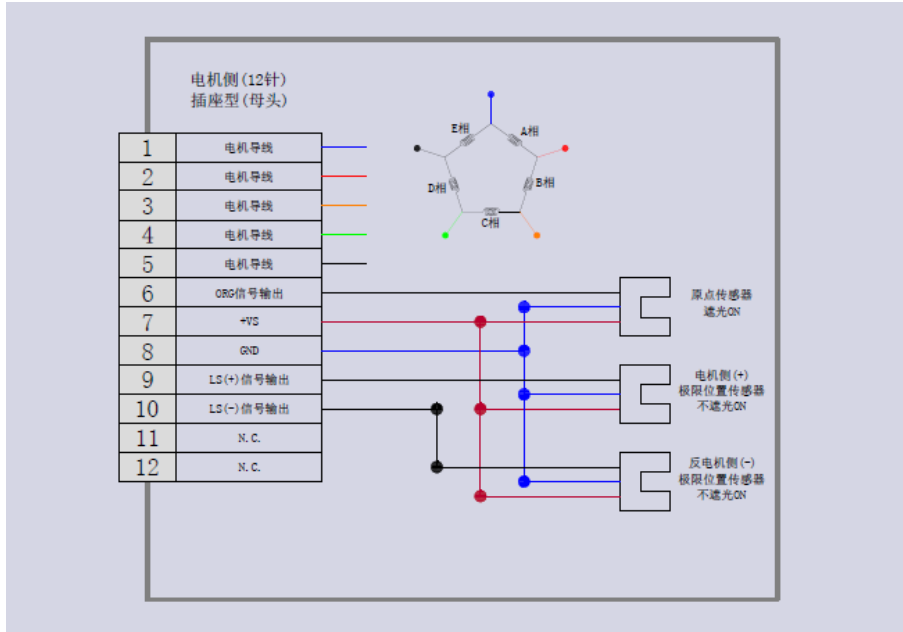 电机侧(12针)
插座型(母头)
E相
A相
D相
B相
C相
1 电机导线
2 电机导线
3 电机导线
4 电机导线
5 电机导线
6 ORG信号输出
7 +VS
8 GND
9 LS(+)信号输出
10 LS(-)信号输出
11 N.C.
12 N.C.
原点传感器
遮光ON
电机侧(+)
极限位置传感器
不遮光ON
反电机侧(-)
极限位置传感器
不遮光ON